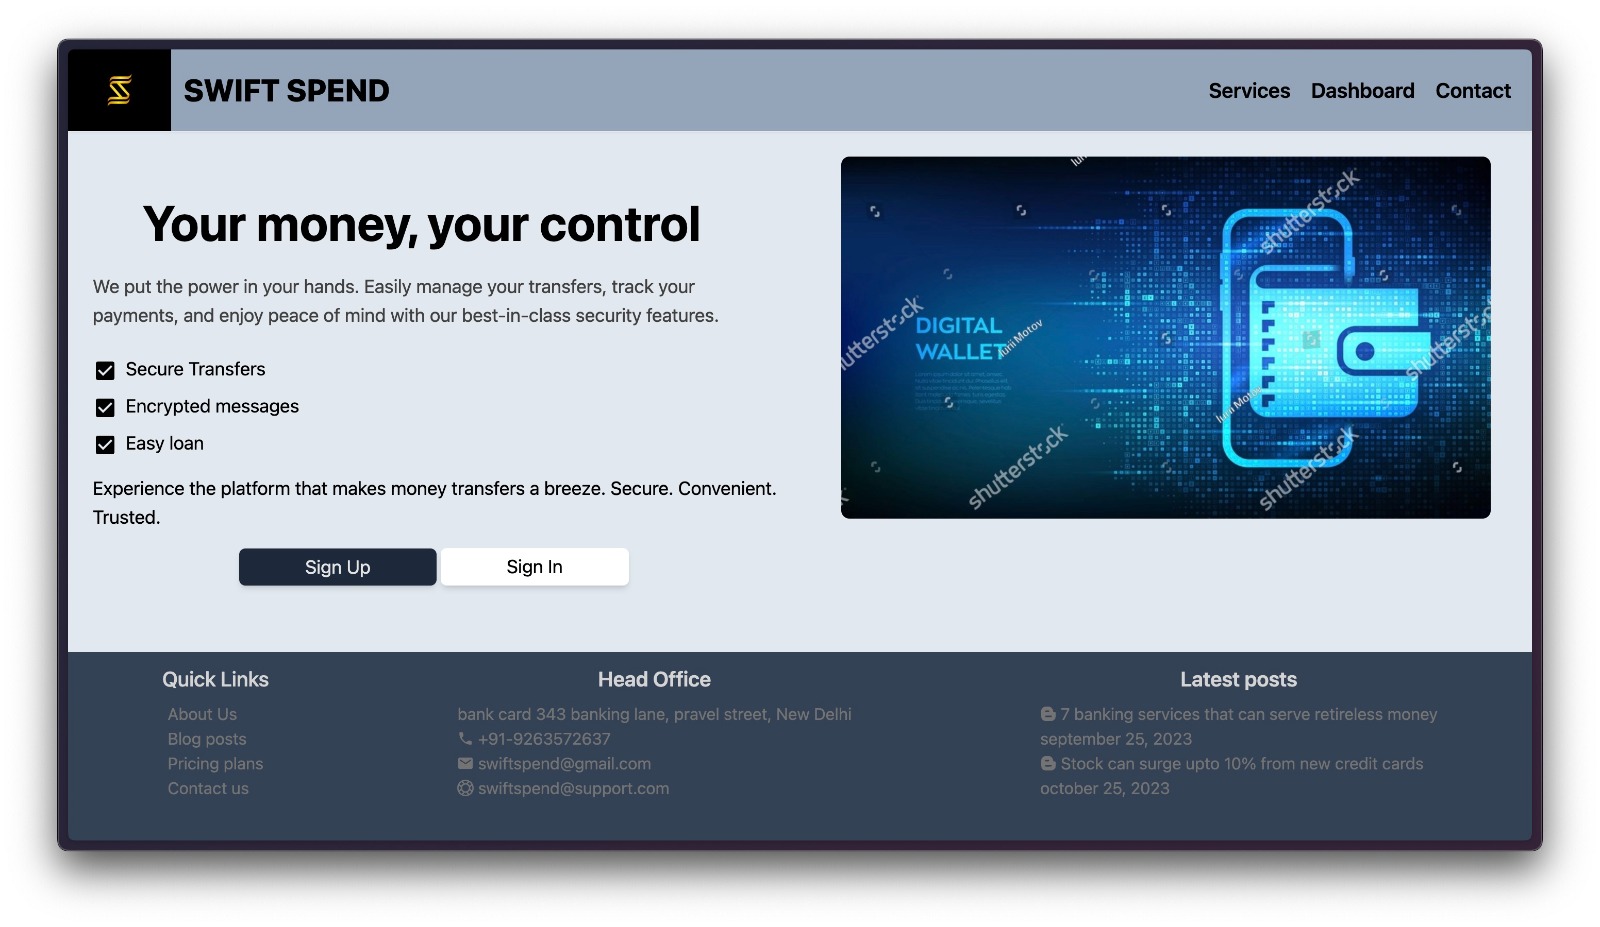 SWIFT SPEND
Services Dashboard Contact
Your money, your control
We put the power in your hands. Easily manage your transfers, track your
payments, and enjoy peace of mind with our best-in-class security features.
Secure Transfers
Encrypted messages
Easy loan
Experience the platform that makes money transfers a breeze. Secure. Convenient.
Trusted.
Sign Up
Sign In
DIGITAL
WALLET
shutterstock
shutterstock
shutterstock
shutterstock
shutterstock
Iurii Motov
Iurii Motov
Quick Links
About Us
Blog posts
Pricing plans
Contact us
Head Office
bank card 343 banking lane, pravel street, New Delhi
+91-9263572637
swiftspend@gmail.com
swiftspend@support.com
Latest posts
7 banking services that can serve retireless money
september 25, 2023
Stock can surge upto 10% from new credit cards
october 25, 2023